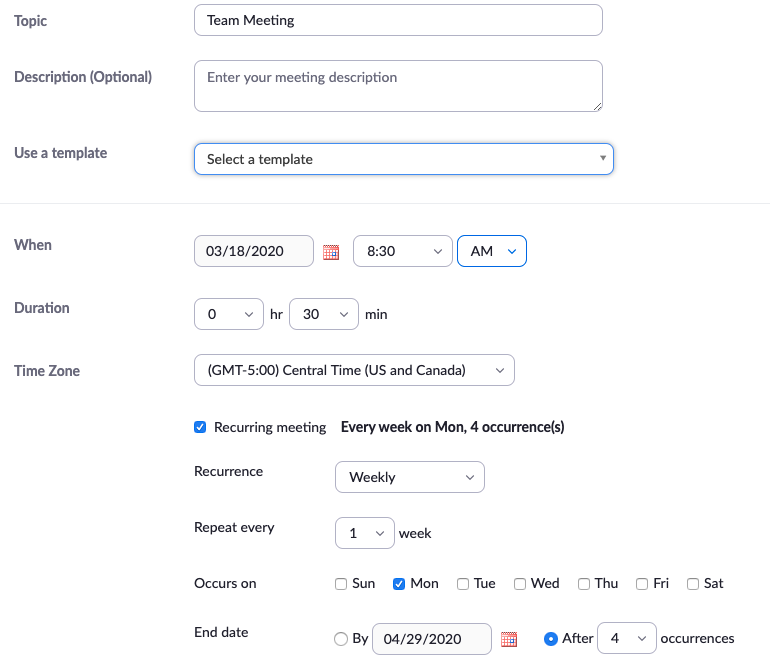 Topic Team Meeting
Description (Optional) Enter your meeting description
Use a template Select a template
When 03/18/2020 8:30 AM
Duration 0 hr 30 min
Time Zone (GMT-5:00) Central Time (US and Canada)
Recurring meeting Every week on Mon, 4 occurrence(s)
Recurrence Weekly
Repeat every 1 week
Occurs on Sun Mon Tue Wed Thu Fri Sat
End date By 04/29/2020 After 4 occurrences